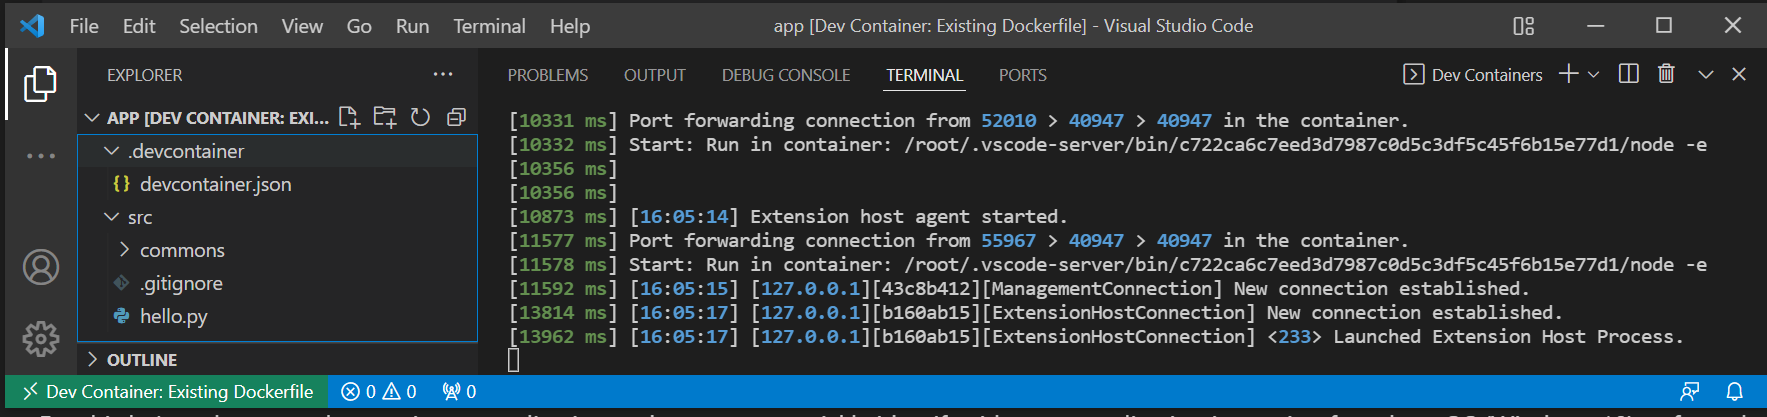 File Edit Selection View Go Run Terminal Help
app [Dev Container: Existing Dockerfile] - Visual Studio Code
EXPLORER
APP [DEV CONTAINER: EXI...
.devcontainer
{} devcontainer.json
src
commons
.gitignore
hello.py
OUTLINE
PROBLEMS OUTPUT DEBUG CONSOLE TERMINAL PORTS
Dev Containers
[10331 ms] Port forwarding connection from 52010 > 40947 > 40947 in the container.
[10332 ms] Start: Run in container: /root/.vscode-server/bin/c722ca6c7eed3d7987c0d5c3df5c45f6b15e77d1/node -e
[10356 ms]
[10356 ms]
[10873 ms] [16:05:14] Extension host agent started.
[11577 ms] Port forwarding connection from 55967 > 40947 > 40947 in the container.
[11578 ms] Start: Run in container: /root/.vscode-server/bin/c722ca6c7eed3d7987c0d5c3df5c45f6b15e77d1/node -e
[11592 ms] [16:05:15] [127.0.0.1][43c8b412][ManagementConnection] New connection established.
[13814 ms] [16:05:17] [127.0.0.1][b160ab15][ExtensionHostConnection] New connection established.
[13962 ms] [16:05:17] [127.0.0.1][b160ab15][ExtensionHostConnection] <233> Launched Extension Host Process.
Dev Container: Existing Dockerfile 0 0 0